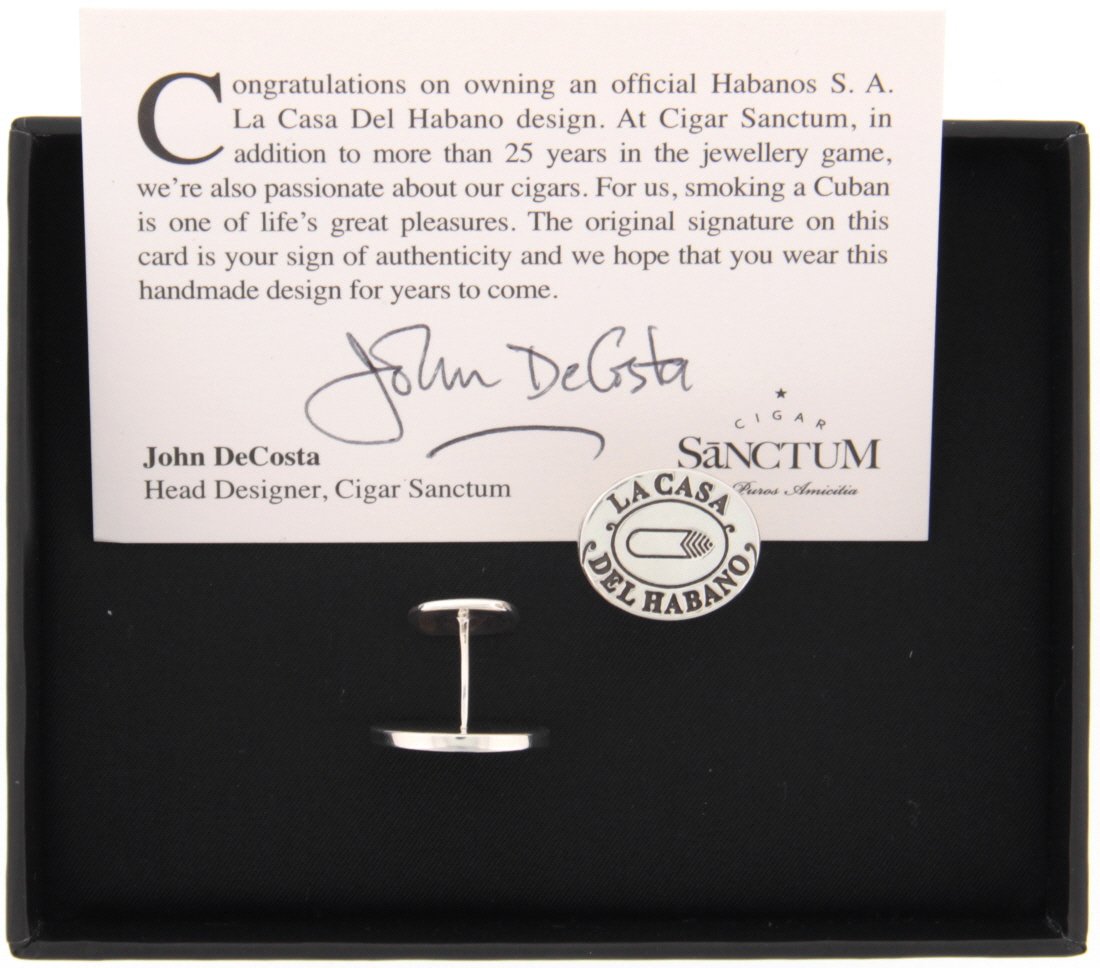 Congratulations on owning an official Habanos S. A.
La Casa Del Habano design. At Cigar Sanctum, in
addition to more than 25 years in the jewellery game,
we're also passionate about our cigars. For us, smoking a Cuban
is one of life's great pleasures. The original signature on this
card is your sign of authenticity and we hope that you wear this
handmade design for years to come.
John DeCosta
John DeCosta
Head Designer, Cigar Sanctum
CIGAR
SāNCTUM
Puros Amicitia
LA CASA
DEL HABANO